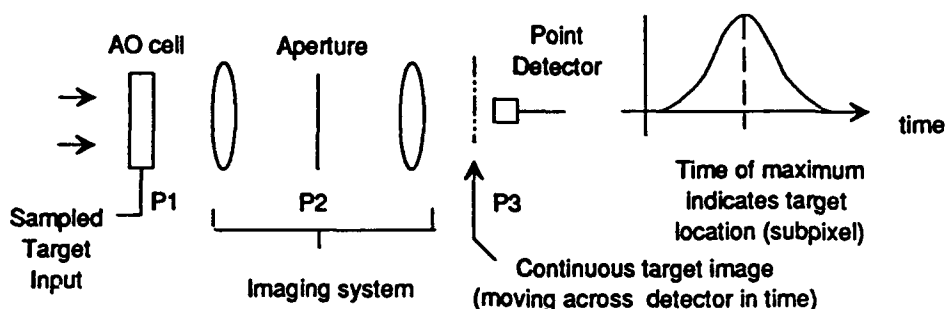 AO cell
Aperture
Point
Detector
time
P1
P2
P3
Sampled
Target
Input
Imaging system
Time of maximum
indicates target
location (subpixel)
Continuous target image
(moving across detector in time)